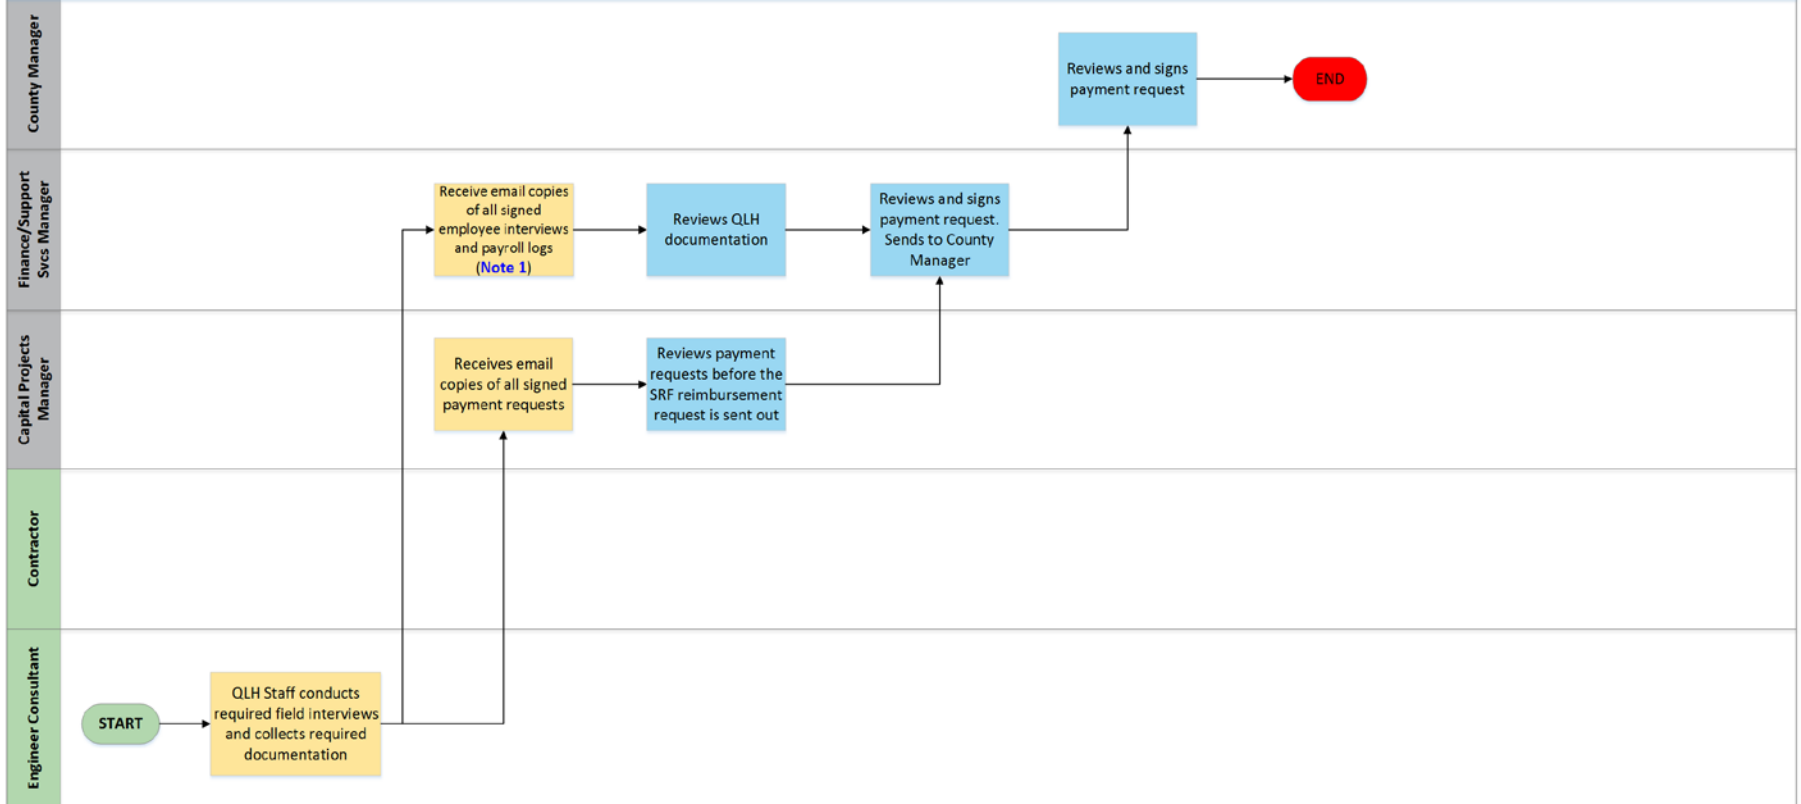 County Manager
Reviews and signs
payment request
END
Finance/Support
Svcs Manager
Receive email copies
of all signed
employee interviews
and payroll logs
(Note 1)
Reviews QLH
documentation
Reviews and signs
payment request.
Sends to County
Manager
Capital Projects
Manager
Receives email
copies of all signed
payment requests
Reviews payment
requests before the
SRF reimbursement
request is sent out
Contractor
Engineer Consultant
START
QLH Staff conducts
required field interviews
and collects required
documentation